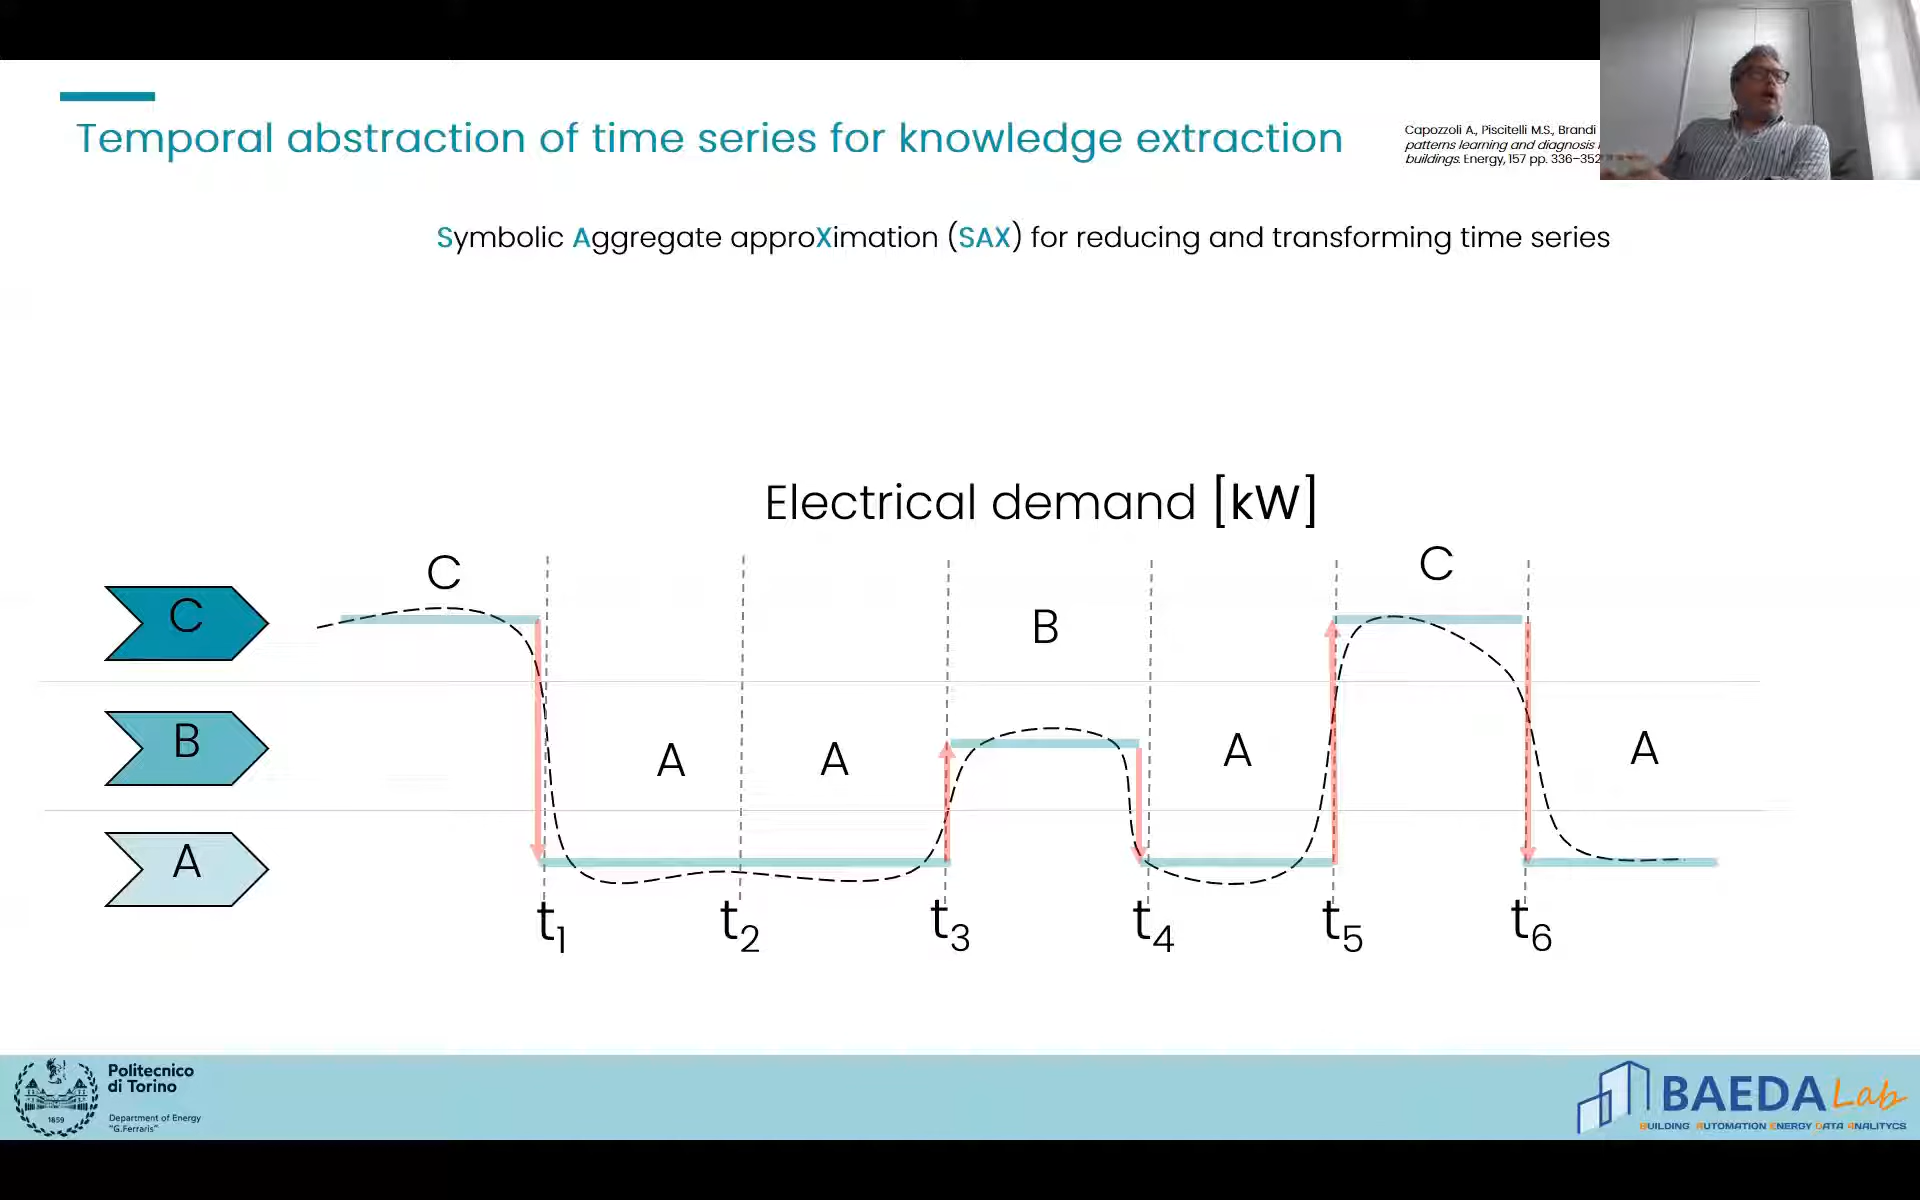 Temporal abstraction of time series for knowledge extraction
Capozzoli A., Piscitelli M.S., Brandi
patterns learning and diagnosis
buildings. Energy, 157 pp. 336–352
Symbolic Aggregate approXimation (SAX) for reducing and transforming time series
Electrical demand [kW]
C
C
B
A
A
A
A
C
B
A
t1
t2
t3
t4
t5
t6
Politecnico
di Torino
Department of Energy
"G.Ferraris"
1859
BAEDA Lab
BUILDING AUTOMATION ENERGY DATA ANALITYCS